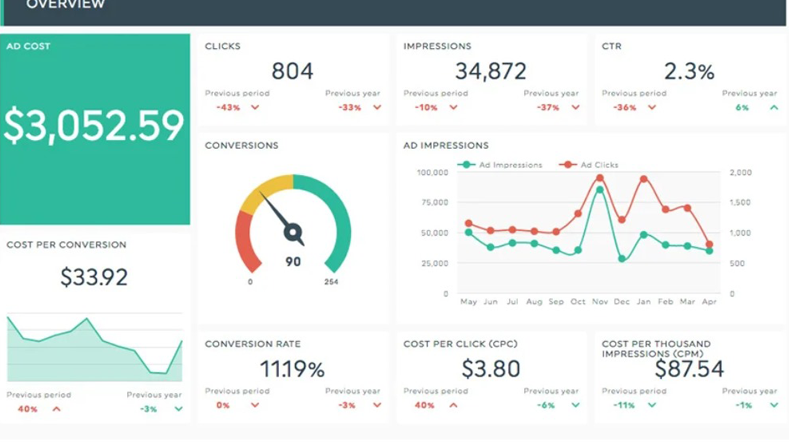 OVERVIEW
AD COST
$3,052.59
CLICKS
804
Previous period Previous year
-43% -33%
IMPRESSIONS
34,872
Previous period Previous year
-10% -37%
CTR
2.3%
Previous period Previous year
-36% 6%
COST PER CONVERSION
$33.92
Previous period Previous year
40% -3%
CONVERSIONS
90
0 254
AD IMPRESSIONS
Ad Impressions Ad Clicks
100,000 2,000
75,000 1,500
50,000 1,000
25,000 500
0 0
May Jun Jul Aug Sep Oct Nov Dec Jan Feb Mar Apr
CONVERSION RATE
11.19%
Previous period Previous year
0% -3%
COST PER CLICK (CPC)
$3.80
Previous period Previous year
40% -6%
COST PER THOUSAND
IMPRESSIONS (CPM)
$87.54
Previous period Previous year
-11% -1%